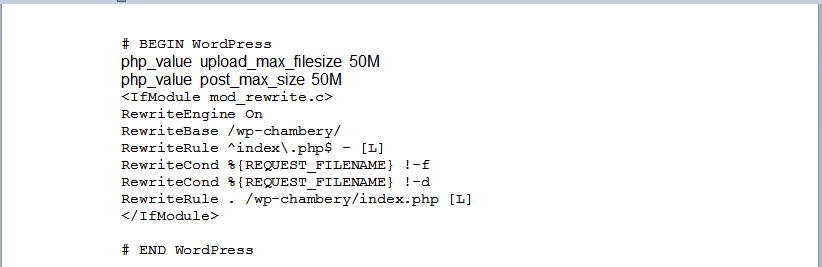 # BEGIN WordPress
php_value upload_max_filesize 50M
php_value post_max_size 50M
<IfModule mod_rewrite.c>
RewriteEngine On
RewriteBase /wp-chambery/
RewriteRule ^index\.php$ - [L]
RewriteCond %{REQUEST_FILENAME} !-f
RewriteCond %{REQUEST_FILENAME} !-d
RewriteRule . /wp-chambery/index.php [L]
</IfModule>
# END WordPress